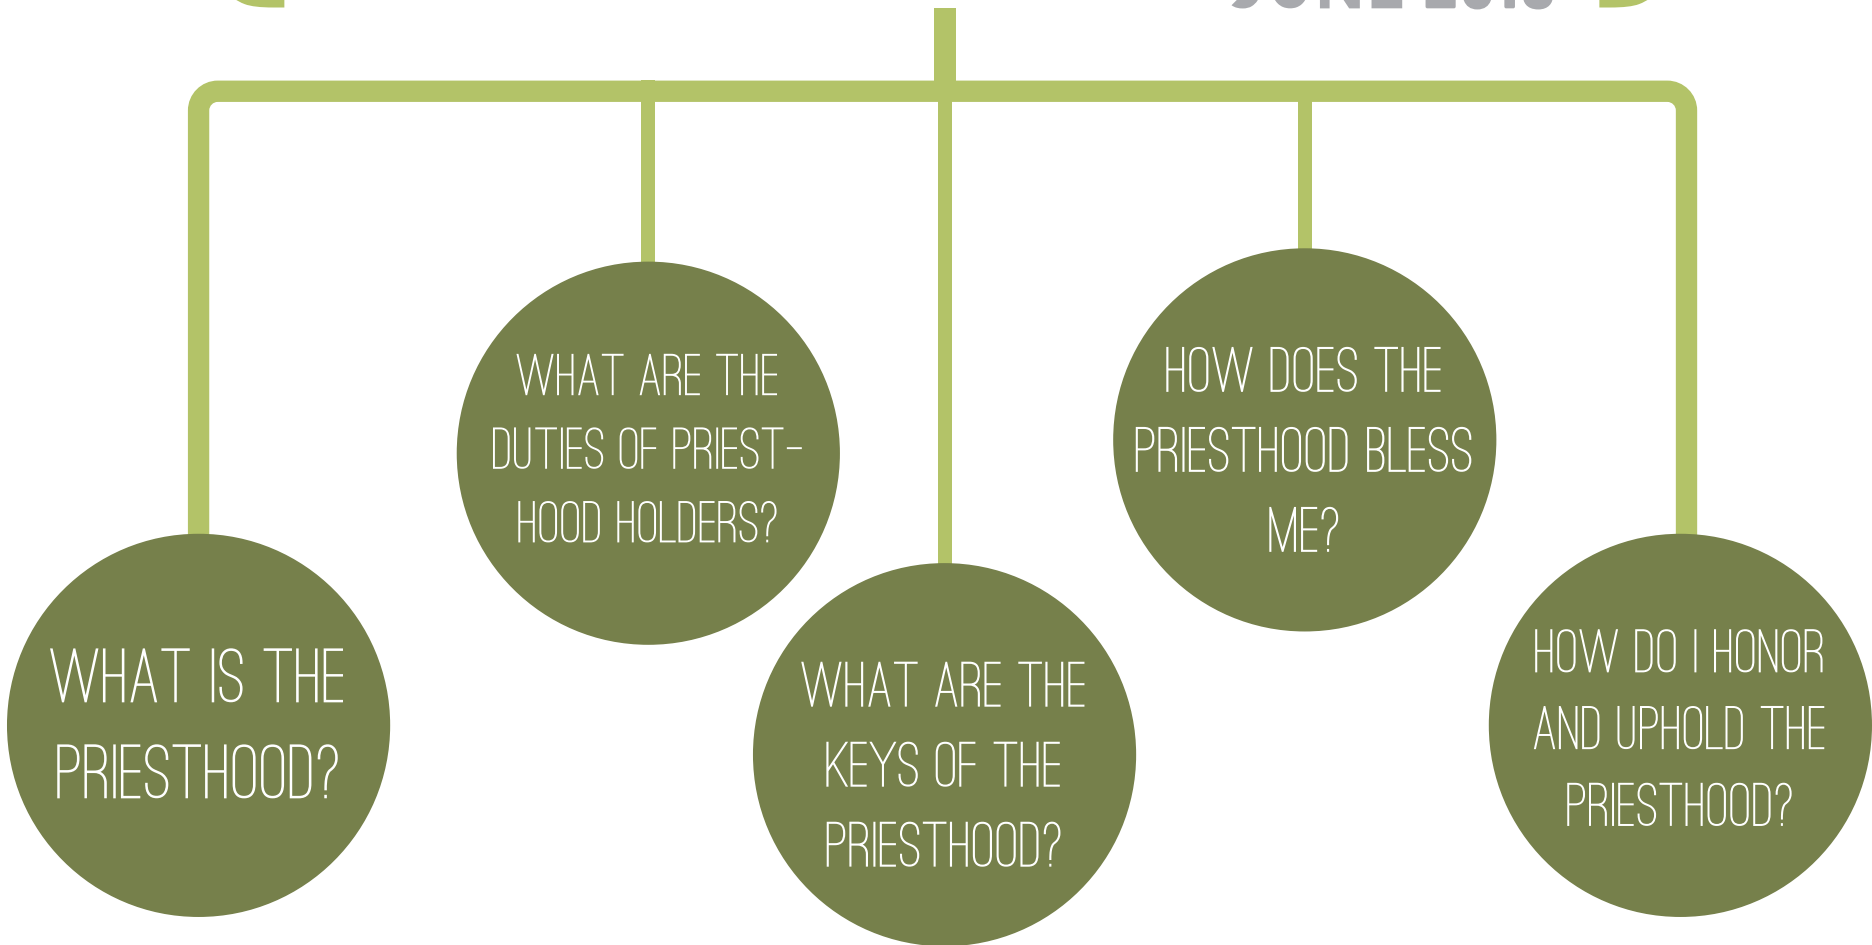 WHAT IS THE
PRIESTHOOD?
WHAT ARE THE
DUTIES OF PRIEST-
HOOD HOLDERS?
WHAT ARE THE
KEYS OF THE
PRIESTHOOD?
HOW DOES THE
PRIESTHOOD BLESS
ME?
HOW DO I HONOR
AND UPHOLD THE
PRIESTHOOD?